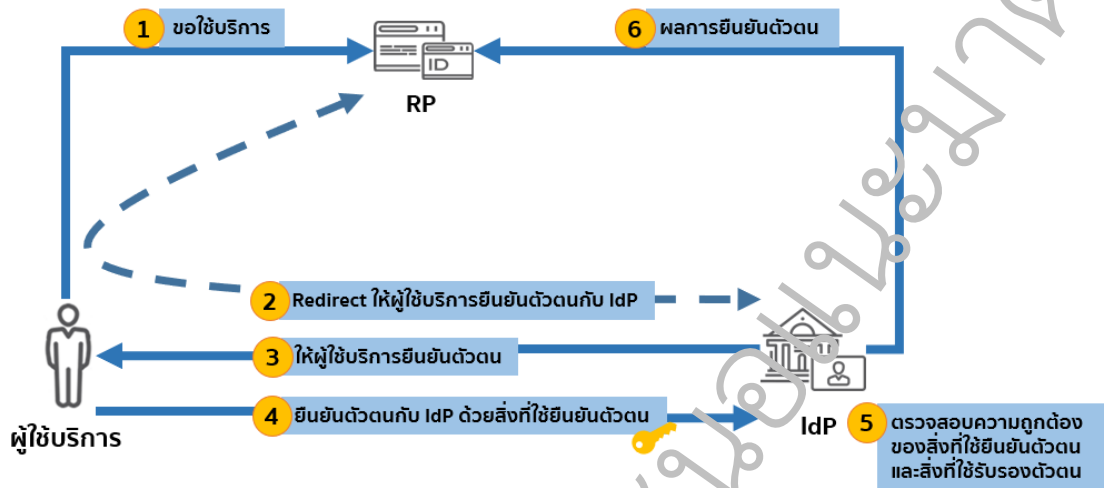 1 ขอใช้บริการ
6 ผลการยืนยันตัวตน
ID
RP
2 Redirect ให้ผู้ใช้บริการยืนยันตัวตนกับ IdP
3 ให้ผู้ใช้บริการยืนยันตัวตน
4 ยืนยันตัวตนกับ IdP ด้วยสิ่งที่ใช้ยืนยันตัวตน
ผู้ใช้บริการ
IdP
5 ตรวจสอบความถูกต้อง
ของสิ่งที่ใช้ยืนยันตัวตน
และสิ่งที่ใช้รับรองตัวตน